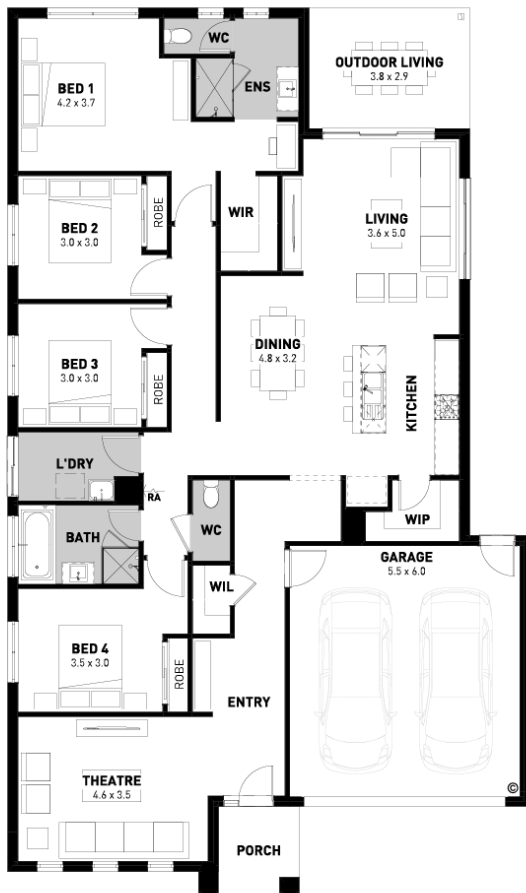 WC
BED 1
4.2 x 3.7
ENS
OUTDOOR LIVING
3.8 x 2.9
BED 2
3.0 x 3.0
ROBE
WIR
LIVING
3.6 x 5.0
BED 3
3.0 x 3.0
ROBE
DINING
4.8 x 3.2
KITCHEN
L'DRY
RA
BATH
WC
WIP
GARAGE
5.5 x 6.0
WIL
BED 4
3.5 x 3.0
ROBE
ENTRY
THEATRE
4.6 x 3.5
©
PORCH